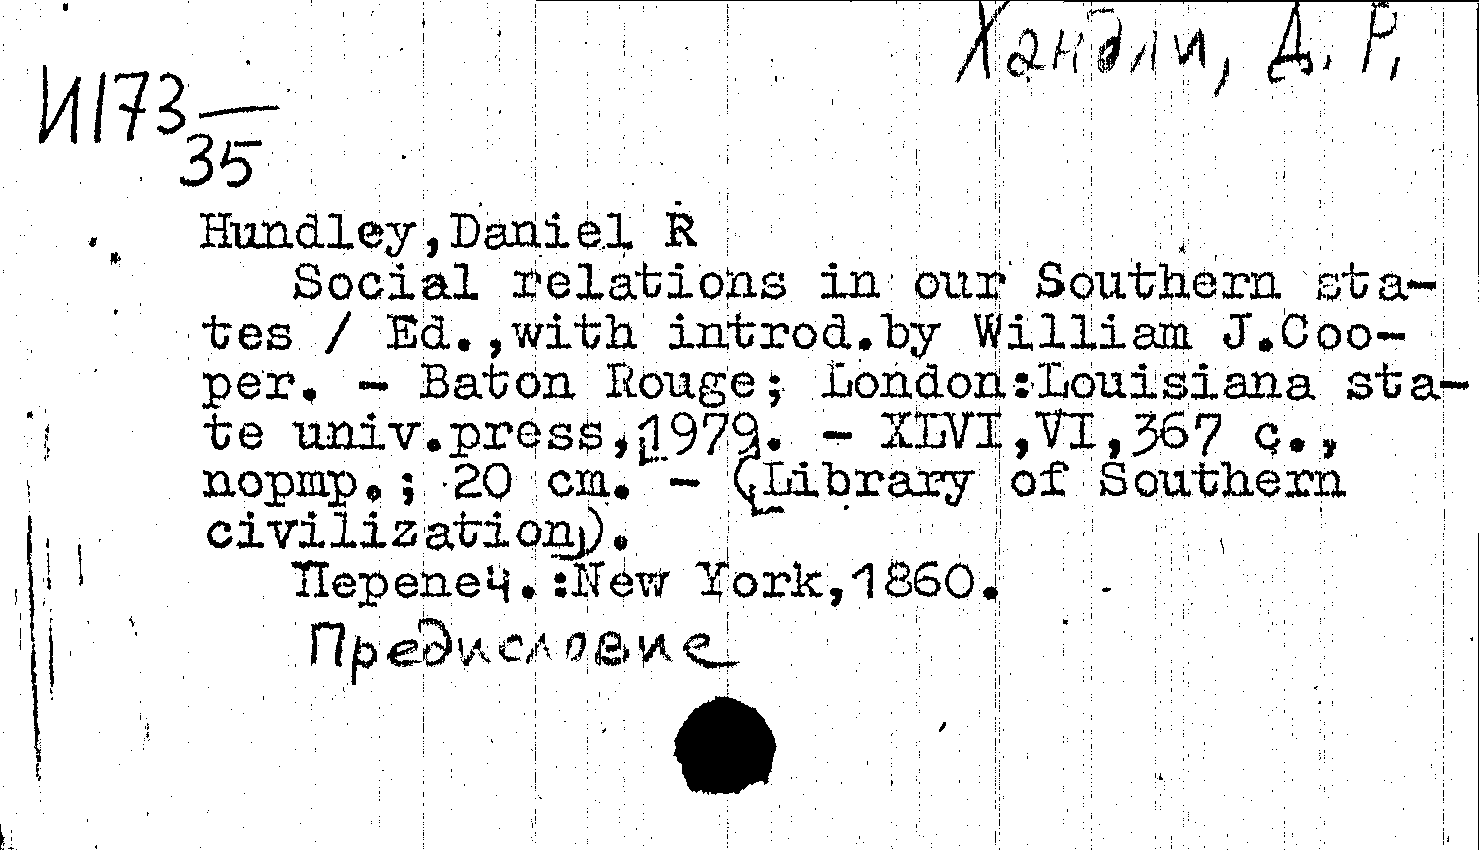 Хандли, Д. Р.
И173
35
Hundley,Daniel R
Social relations in our Southern sta-
tes / Ed.,with introd.by William J.Coo-
per. - Baton Rouge; London:Louisiana sta-
te univ.press,1979. - XLVI,VI,367 с.,
портр.; 20 cm. - (Library of Southern
civilization).
Перепеч.:New York,1860.
Предисловие